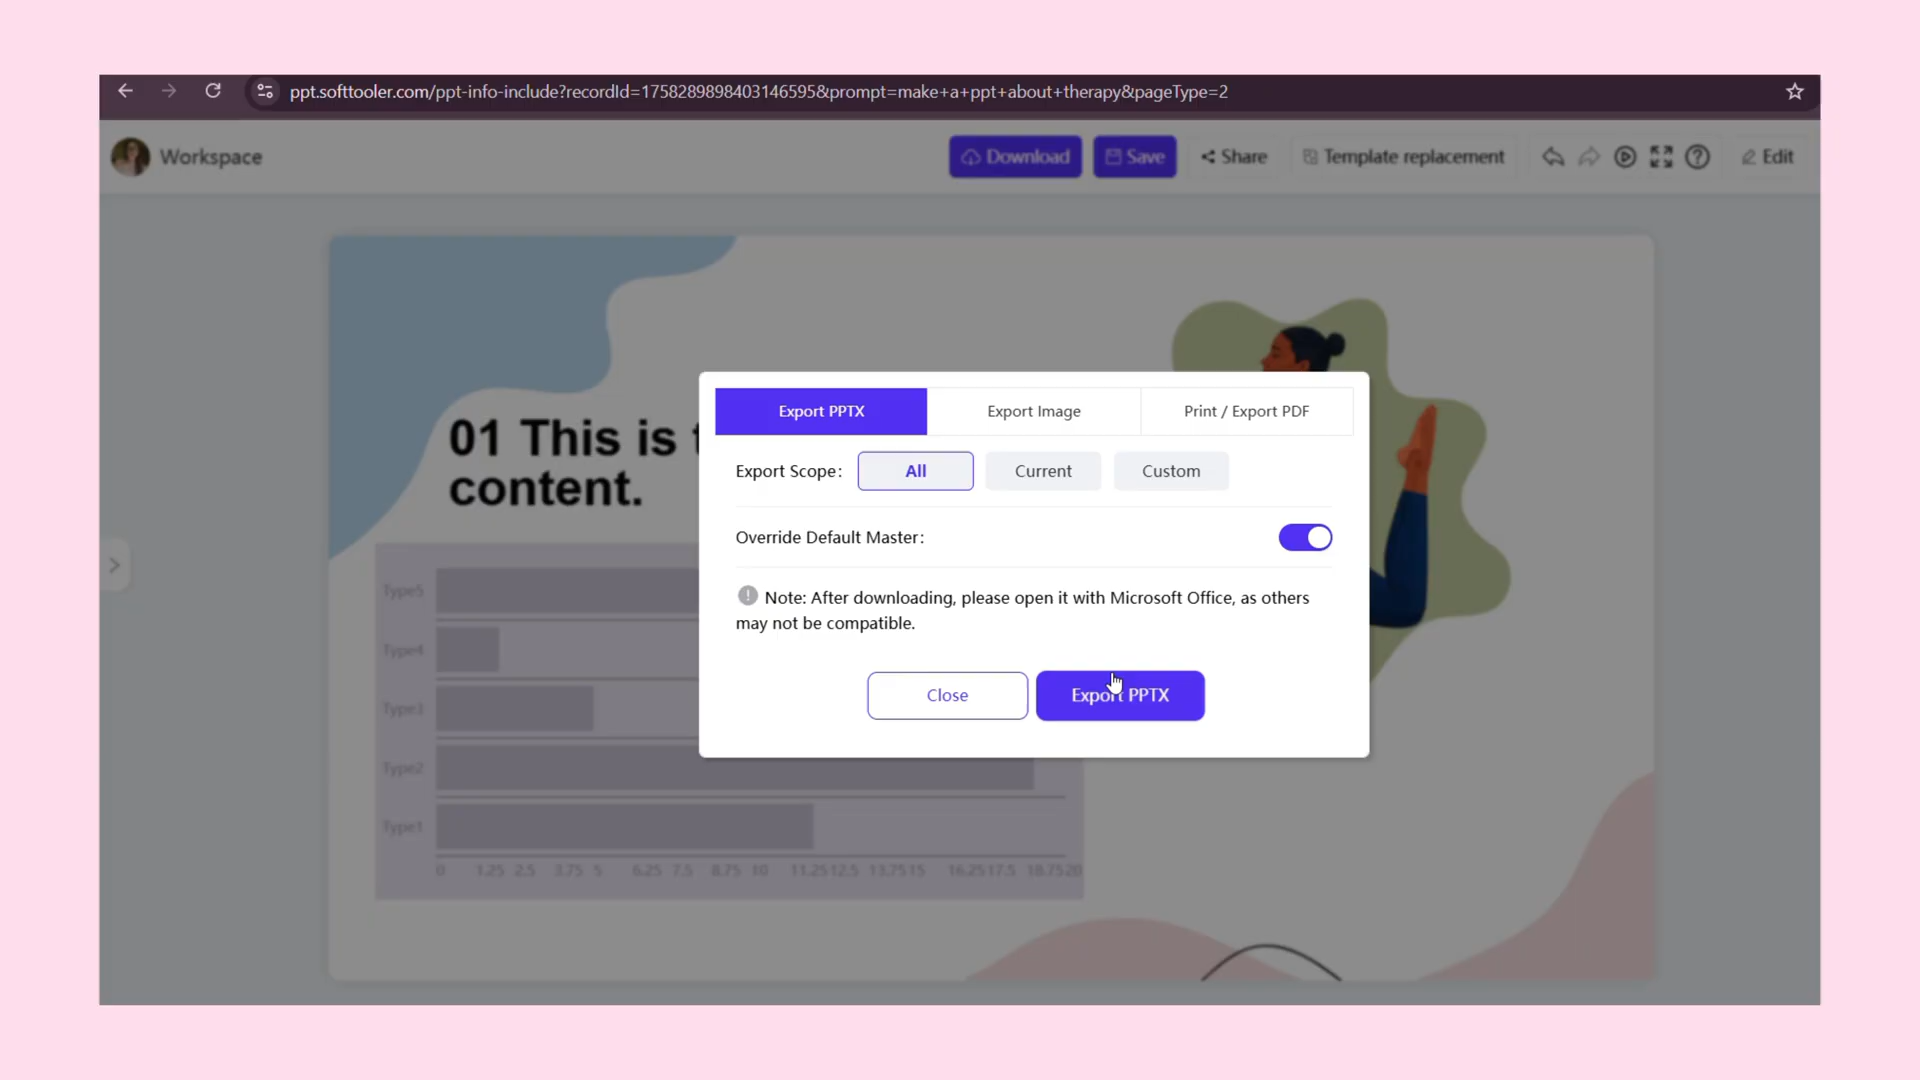 ppt.softtooler.com/ppt-info-include?recordId=1758289898403146595&prompt=make+a+ppt+about+therapy&pageType=2
Workspace
Download
Save
Share
Template replacement
Edit
01 This is
content.
Export PPTX
Export Image
Print / Export PDF
Export Scope:
All
Current
Custom
Override Default Master:
Note: After downloading, please open it with Microsoft Office, as others
may not be compatible.
Close
Export PPTX
Type5
Type4
Type3
Type2
Type1
0 1.25 2.5 3.75 5 6.25 7.5 8.75 10 11.25 12.5 13.75 15 16.25 17.5 18.75 20